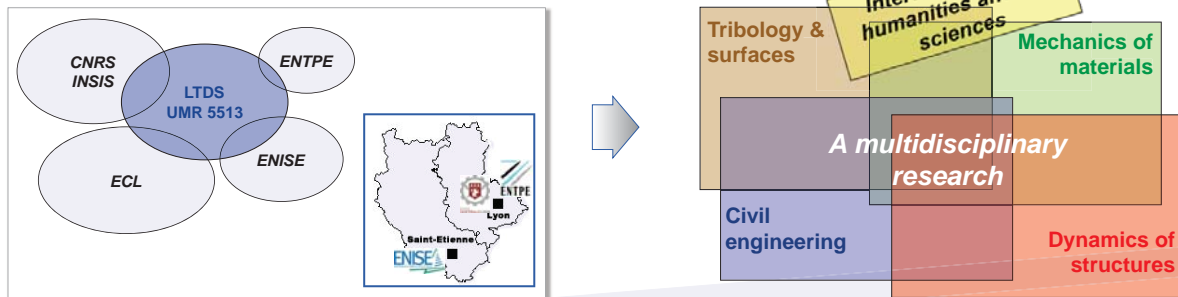 CNRS
INSIS
LTDS
UMR 5513
ENTPE
ECL
ENISE
ENTPE
Lyon
Saint-Etienne
ENISE
humanities an
sciences
Tribology &
surfaces
Mechanics of
materials
A multidisciplinary
research
Civil
engineering
Dynamics of
structures